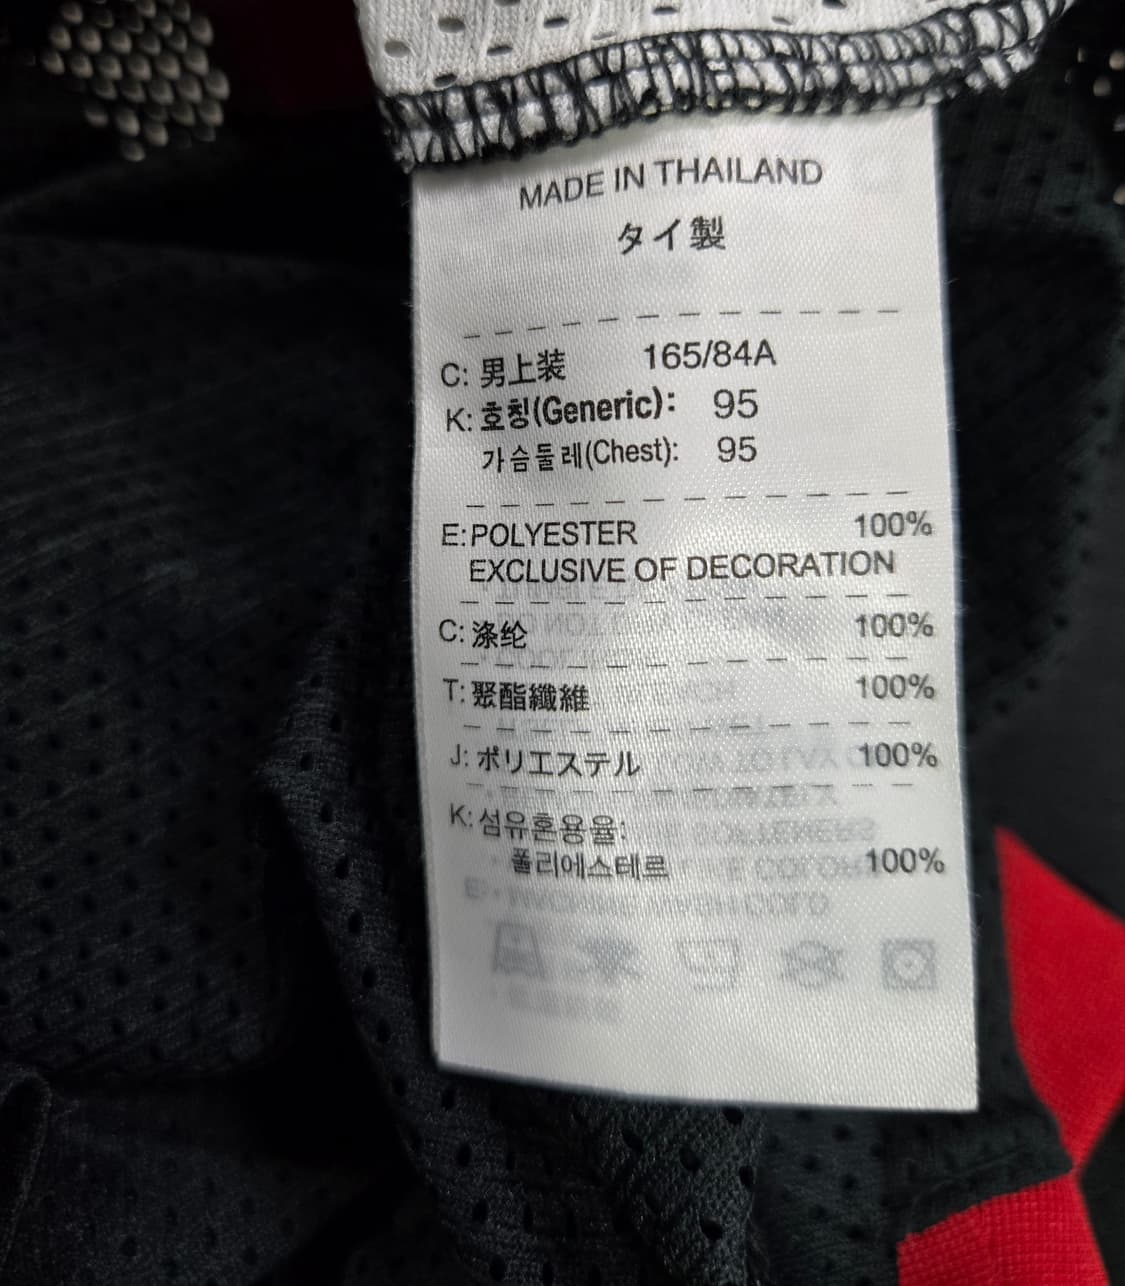 MADE IN THAILAND
タイ製
C: 男上装 165/84A
K: 호칭(Generic): 95
가슴둘레(Chest): 95
E: POLYESTER 100%
EXCLUSIVE OF DECORATION
C: 涤纶 100%
T: 聚酯纖維 100%
J: ポリエステル 100%
K: 섬유혼용율:
폴리에스테르 100%